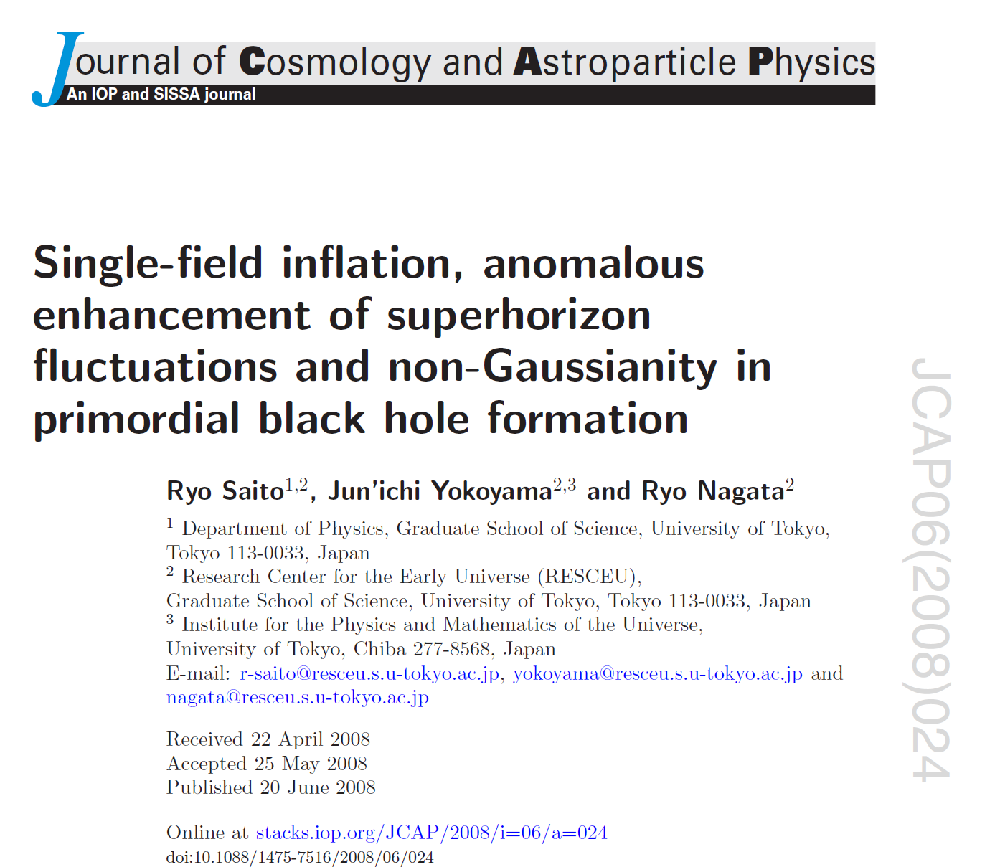 Journal of Cosmology and Astroparticle Physics
An IOP and SISSA journal
Single-field inflation, anomalous
enhancement of superhorizon
fluctuations and non-Gaussianity in
primordial black hole formation
Ryo Saito1,2, Jun'ichi Yokoyama2,3 and Ryo Nagata2
1 Department of Physics, Graduate School of Science, University of Tokyo,
Tokyo 113-0033, Japan
2 Research Center for the Early Universe (RESCEU),
Graduate School of Science, University of Tokyo, Tokyo 113-0033, Japan
3 Institute for the Physics and Mathematics of the Universe,
University of Tokyo, Chiba 277-8568, Japan
E-mail: r-saito@resceu.s.u-tokyo.ac.jp, yokoyama@resceu.s.u-tokyo.ac.jp and
nagata@resceu.s.u-tokyo.ac.jp
Received 22 April 2008
Accepted 25 May 2008
Published 20 June 2008
Online at stacks.iop.org/JCAP/2008/i=06/a=024
doi:10.1088/1475-7516/2008/06/024
JCAP06(2008)024